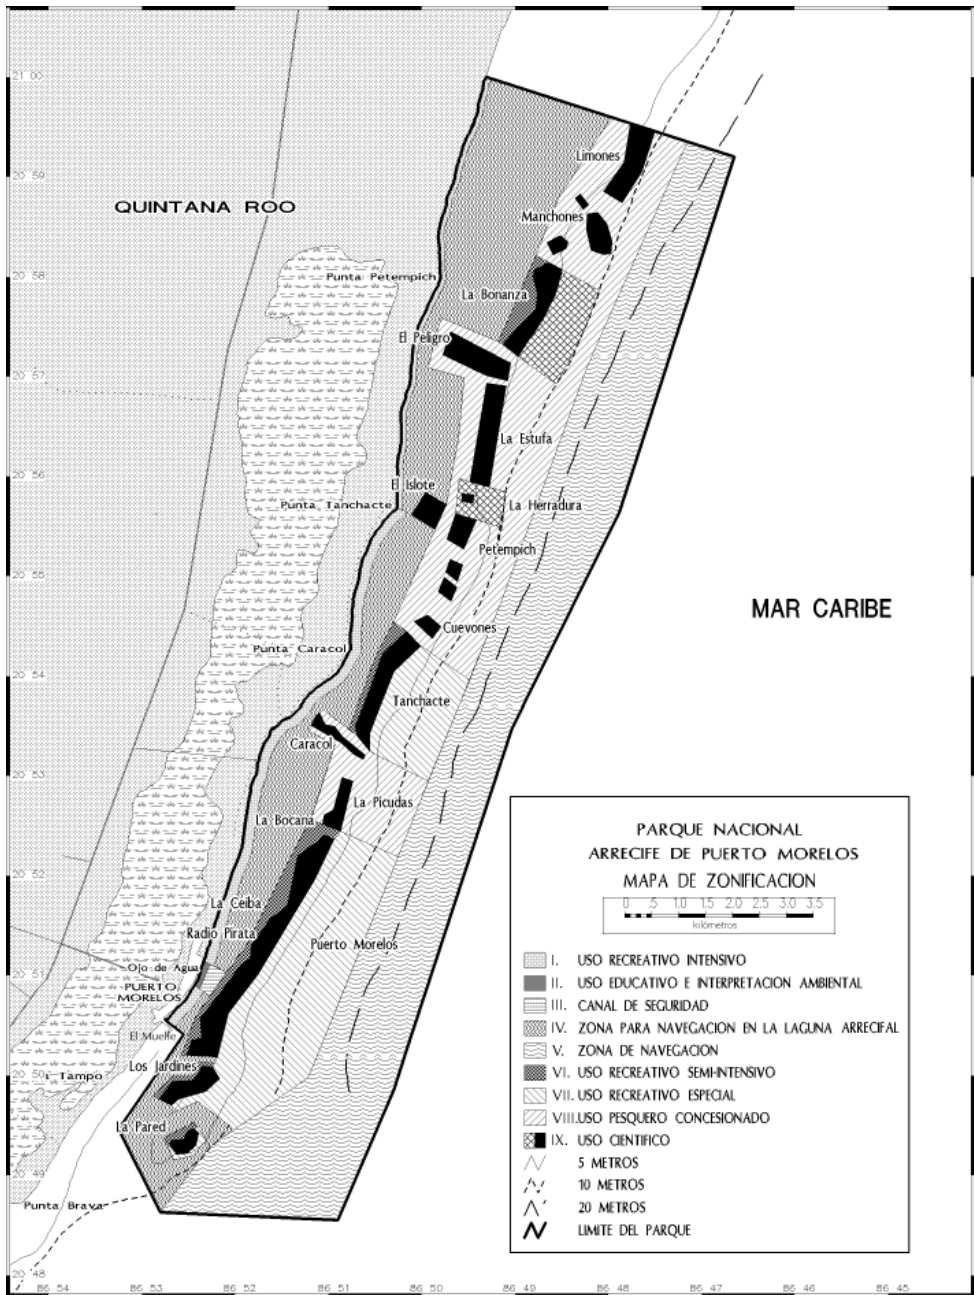 21 00
20 59
20 58
20 57
20 56
20 55
20 54
20 53
20 52
20 51
20 50
20 49
20 48
86 54
86 53
86 52
86 51
86 50
86 49
86 48
86 47
86 46
86 45
QUINTANA ROO
MAR CARIBE
Limones
Manchones
Punta Petempich
La Bonanza
El Peligro
La Estufa
El Islote
Punta Tanchacte
La Herradura
Petempich
Cuevones
Punta Caracol
Tanchacte
Caracol
La Picudas
La Bocana
La Ceiba
Radio Pirata
Puerto Morelos
Ojo de Agua
PUERTO
MORELOS
El Muelle
Los Jardines
Tampo
La Pared
Punta Brava
PARQUE NACIONAL
ARRECIFE DE PUERTO MORELOS
MAPA DE ZONIFICACION
0 .5 1.0 1.5 2.0 2.5 3.0 3.5
kilómetros
I. USO RECREATIVO INTENSIVO
II. USO EDUCATIVO E INTERPRETACION AMBIENTAL
III. CANAL DE SEGURIDAD
IV. ZONA PARA NAVEGACION EN LA LAGUNA ARRECIFAL
V. ZONA DE NAVEGACION
VI. USO RECREATIVO SEMI-INTENSIVO
VII. USO RECREATIVO ESPECIAL
VIII. USO PESQUERO CONCESIONADO
IX. USO CIENTIFICO
5 METROS
10 METROS
20 METROS
LIMITE DEL PARQUE